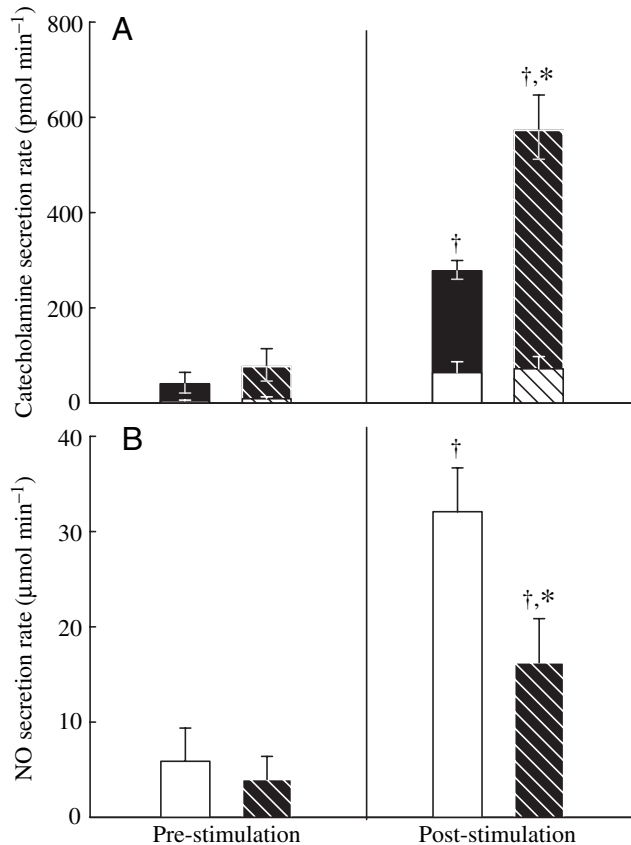 A
Catecholamine secretion rate (pmol min⁻¹)
800
600
400
200
0
†
†,*
B
NO secretion rate (µmol min⁻¹)
40
30
20
10
0
†
†,*
Pre-stimulation
Post-stimulation